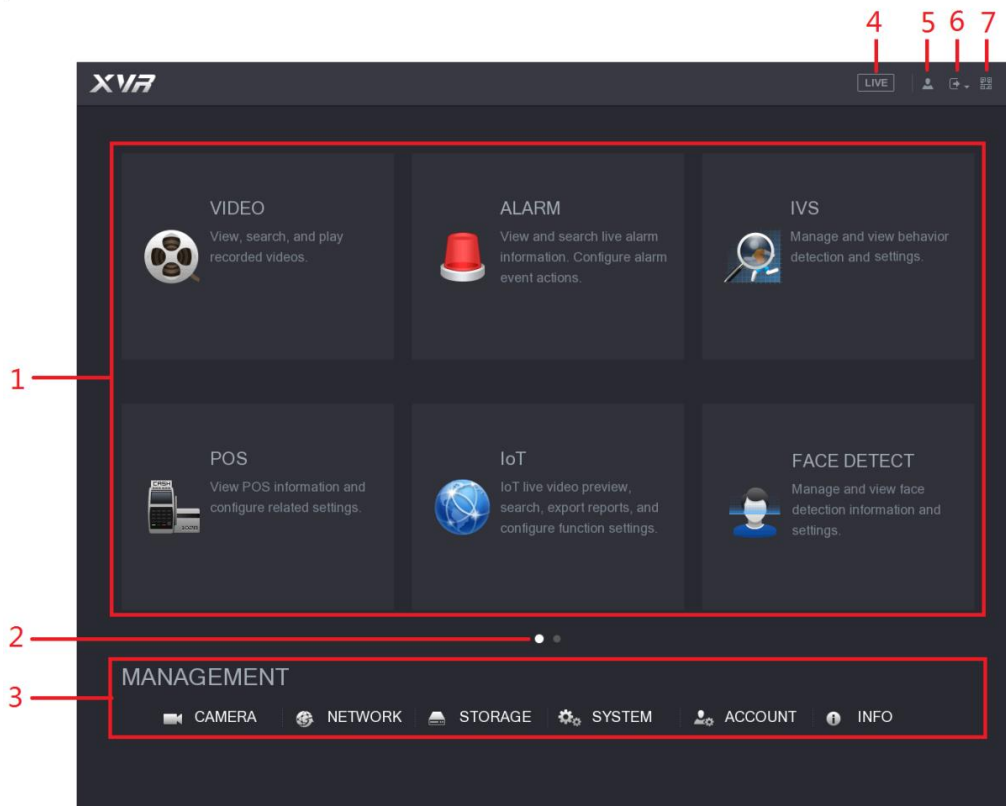 4 5 6 7
XVR
LIVE
VIDEO
View, search, and play
recorded videos.
ALARM
View and search live alarm
information. Configure alarm
event actions.
IVS
Manage and view behavior
detection and settings.
1
POS
View POS information and
configure related settings.
CASH
IoT
IoT live video preview,
search, export reports, and
configure function settings.
FACE DETECT
Manage and view face
detection information and
settings.
2
3
MANAGEMENT
CAMERA NETWORK STORAGE SYSTEM ACCOUNT INFO